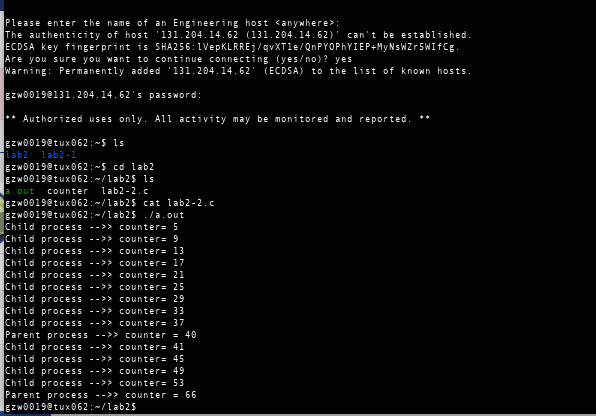 Please enter the name of an Engineering host <anywhere>:
The authenticity of host '131.204.14.62 (131.204.14.62)' can't be established.
ECDSA key fingerprint is SHA256:lVepKLRREj/qvXTle/QnPYOPhYIEP+MyNsWZr5WIfCg.
Are you sure you want to continue connecting (yes/no)? yes
Warning: Permanently added '131.204.14.62' (ECDSA) to the list of known hosts.
gzw0019@131.204.14.62's password:
** Authorized uses only. All activity may be monitored and reported. **
gzw0019@tux062:~$ ls
lab2  lab2-1
gzw0019@tux062:~$ cd lab2
gzw0019@tux062:~/lab2$ ls
a.out  counter  lab2-2.c
gzw0019@tux062:~/lab2$ cat lab2-2.c
gzw0019@tux062:~/lab2$ ./a.out
Child process -->> counter= 5
Child process -->> counter= 9
Child process -->> counter= 13
Child process -->> counter= 17
Child process -->> counter= 21
Child process -->> counter= 25
Child process -->> counter= 29
Child process -->> counter= 33
Child process -->> counter= 37
Parent process -->> counter = 40
Child process -->> counter= 41
Child process -->> counter= 45
Child process -->> counter= 49
Child process -->> counter= 53
Parent process -->> counter = 66
gzw0019@tux062:~/lab2$